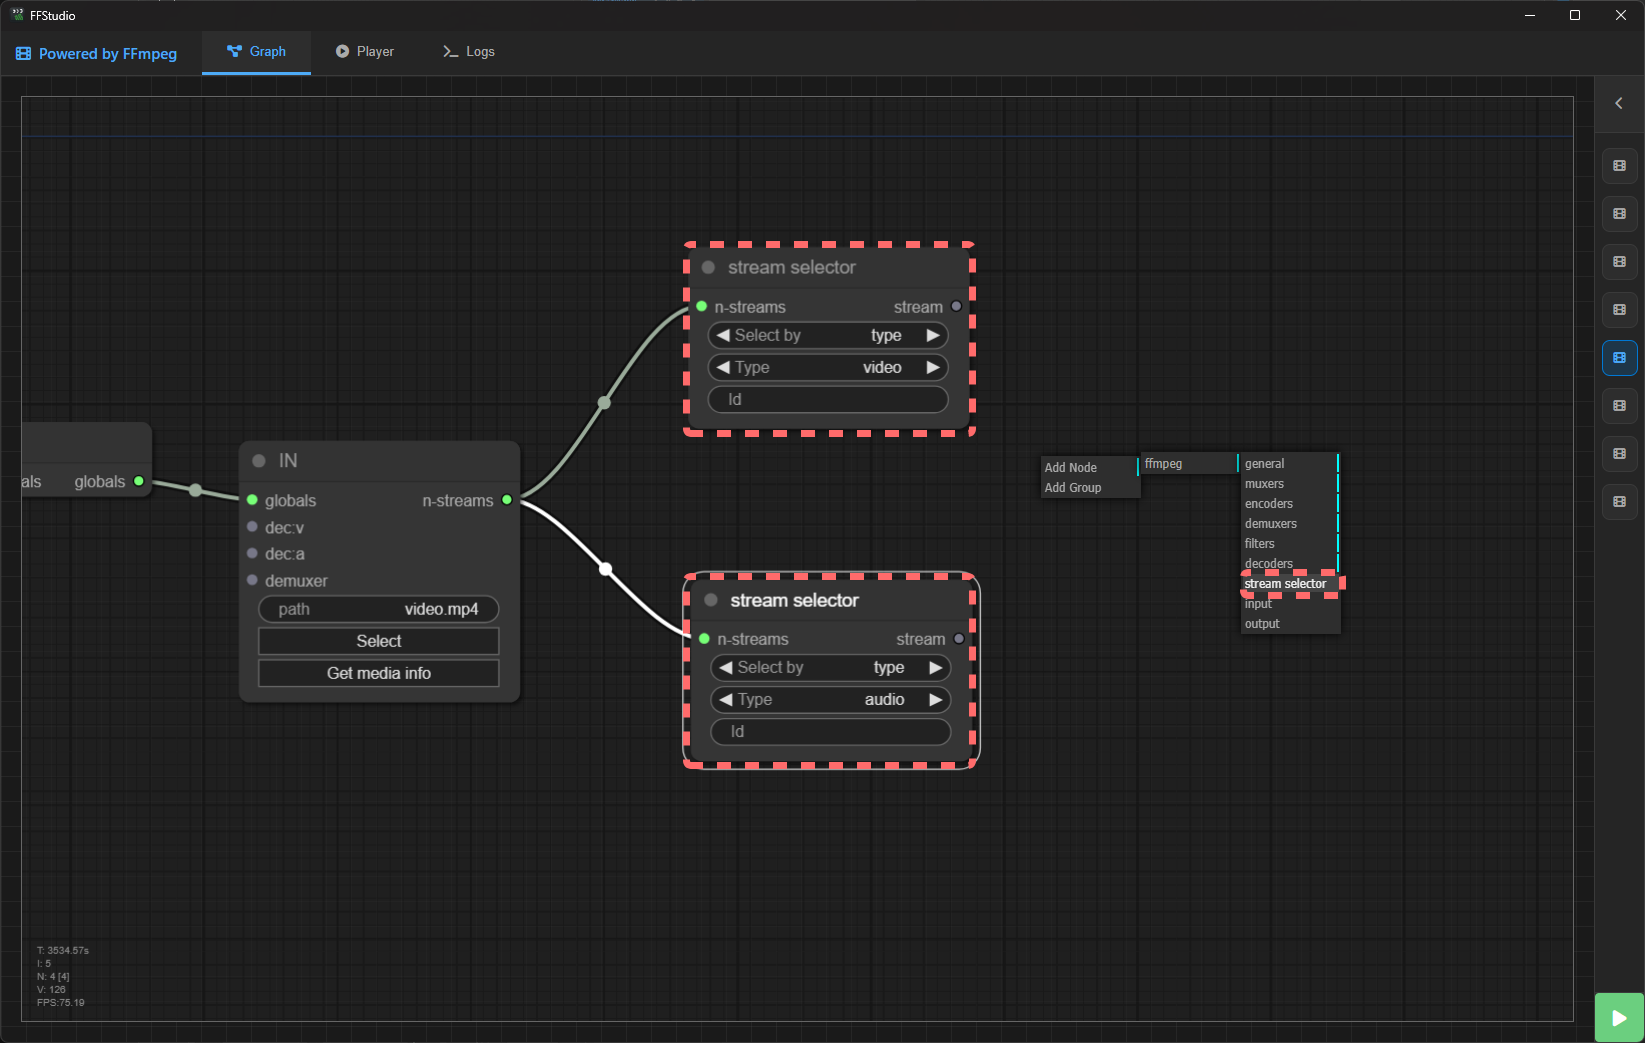 FFStudio
Powered by FFmpeg
Graph
Player
Logs
stream selector
n-streams stream
Select by type
Type video
Id
als globals
IN
globals n-streams
dec:v
dec:a
demuxer
path video.mp4
Select
Get media info
stream selector
n-streams stream
Select by type
Type audio
Id
Add Node
Add Group
ffmpeg
general
muxers
encoders
demuxers
filters
decoders
stream selector
input
output
T: 3534.57s
I: 5
N: 4 [4]
V: 126
FPS:75.19